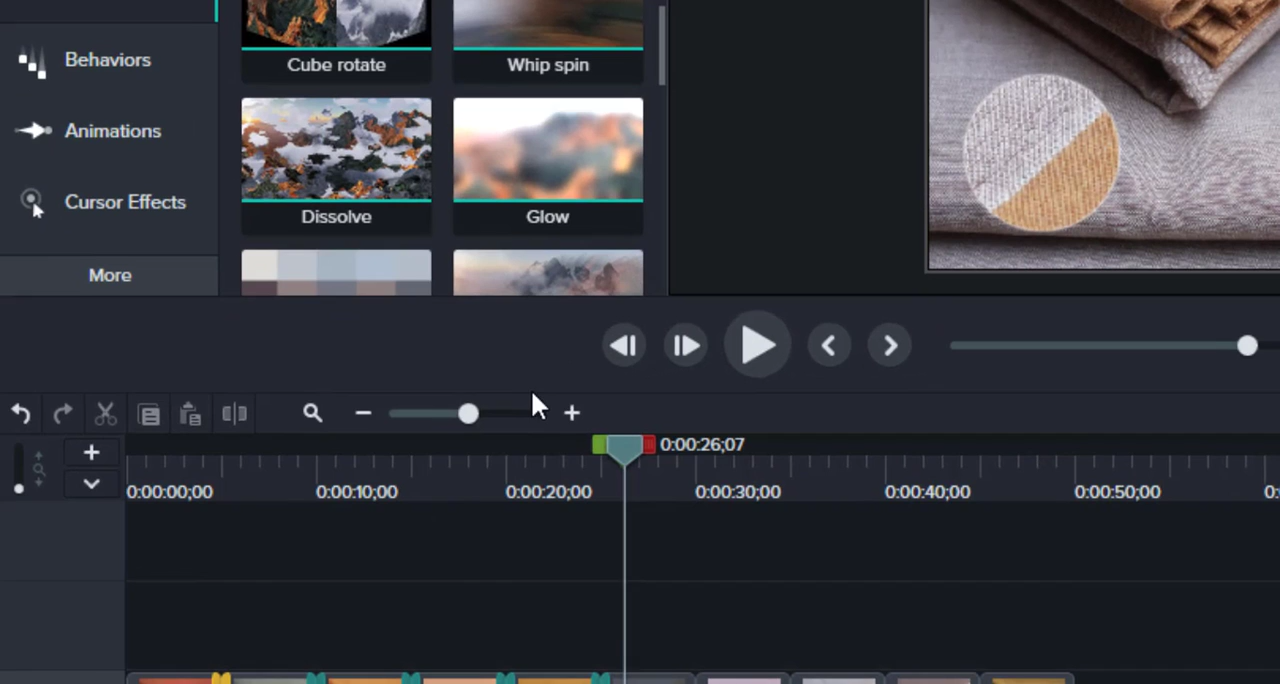 Behaviors
Animations
Cursor Effects
More
Cube rotate
Whip spin
Dissolve
Glow
0:00:26;07
0:00:00;00
0:00:10;00
0:00:20;00
0:00:30;00
0:00:40;00
0:00:50;00